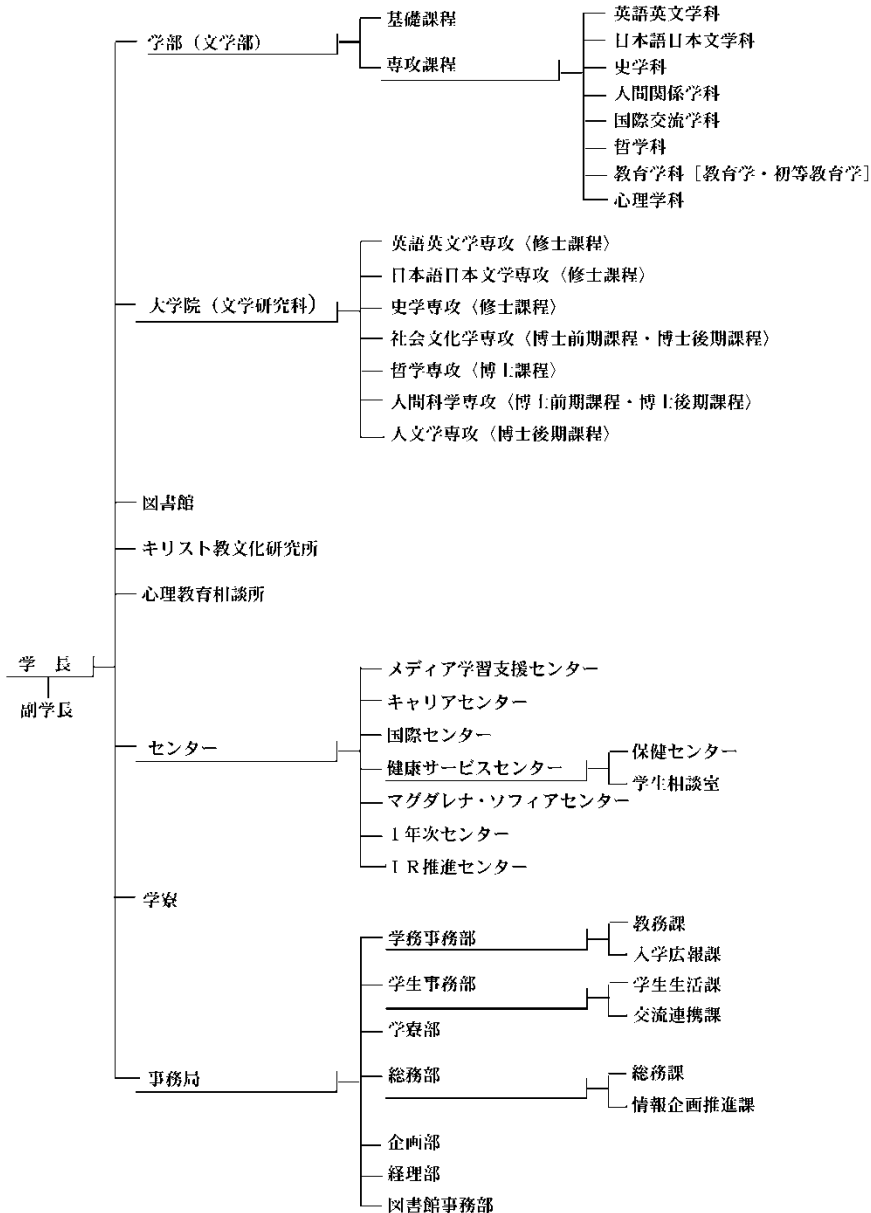 学部（文学部）
基礎課程
専攻課程
英語英文学科
日本語日本文学科
史学科
人間関係学科
国際交流学科
哲学科
教育学科［教育学・初等教育学］
心理学科
大学院（文学研究科）
英語英文学専攻〈修士課程〉
日本語日本文学専攻〈修士課程〉
史学専攻〈修士課程〉
社会文化学専攻〈博士前期課程・博士後期課程〉
哲学専攻〈博士課程〉
人間科学専攻〈博士前期課程・博士後期課程〉
人文学専攻〈博士後期課程〉
図書館
キリスト教文化研究所
心理教育相談所
学　長
副学長
センター
メディア学習支援センター
キャリアセンター
国際センター
健康サービスセンター
保健センター
学生相談室
マグダレナ・ソフィアセンター
１年次センター
ＩＲ推進センター
学寮
事務局
学務事務部
教務課
入学広報課
学生事務部
学生生活課
交流連携課
学寮部
総務部
総務課
情報企画推進課
企画部
経理部
図書館事務部